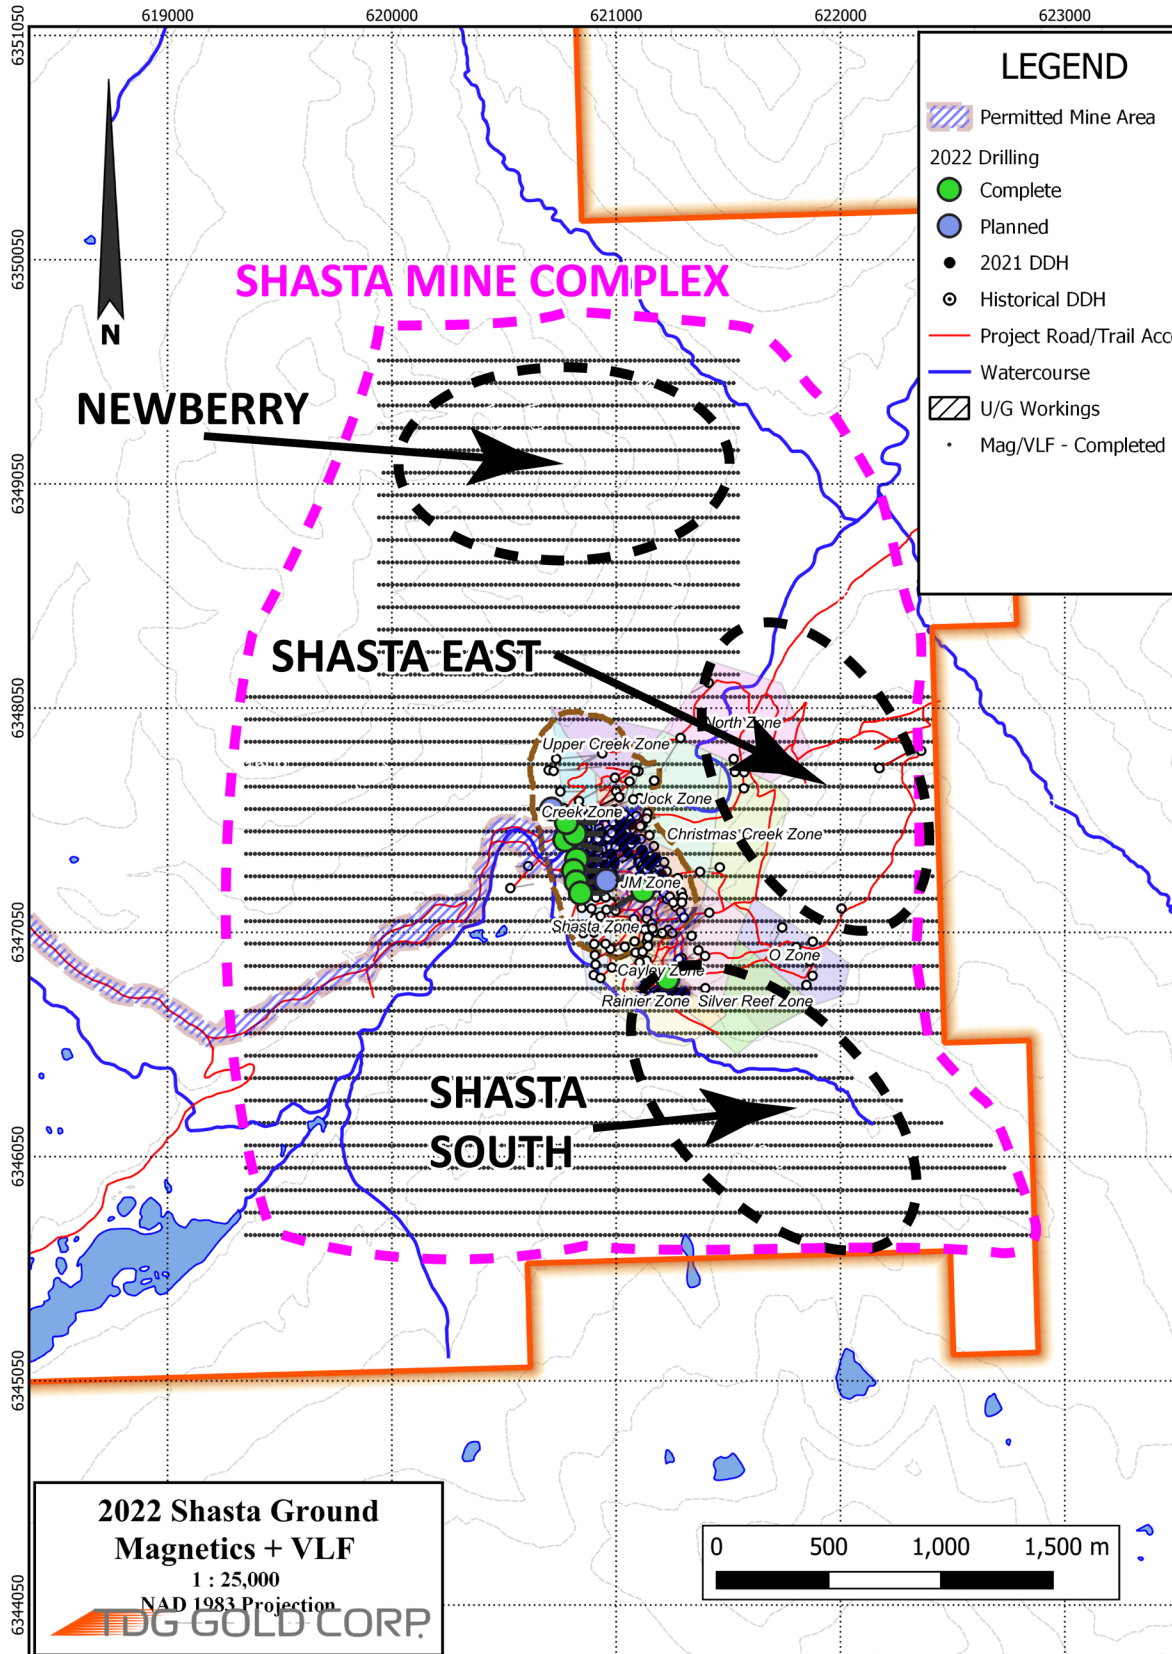 619000
620000
621000
622000
623000
6351050
6350050
6349050
6348050
6347050
6346050
6345050
6344050
LEGEND
Permitted Mine Area
2022 Drilling
Complete
Planned
2021 DDH
Historical DDH
Project Road/Trail Acc
Watercourse
U/G Workings
Mag/VLF - Completed
N
SHASTA MINE COMPLEX
NEWBERRY
SHASTA EAST
North Zone
Upper Creek Zone
Jock Zone
Creek Zone
Christmas Creek Zone
JM Zone
Shasta Zone
O Zone
Cayley Zone
Rainier Zone
Silver Reef Zone
SHASTA
SOUTH
2022 Shasta Ground
Magnetics + VLF
1 : 25,000
NAD 1983 Projection
TDG GOLD CORP.
0 500 1,000 1,500 m